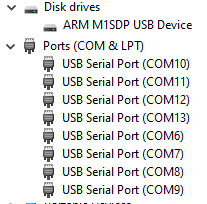 Disk drives
ARM M1SDP USB Device
Ports (COM & LPT)
USB Serial Port (COM10)
USB Serial Port (COM11)
USB Serial Port (COM12)
USB Serial Port (COM13)
USB Serial Port (COM6)
USB Serial Port (COM7)
USB Serial Port (COM8)
USB Serial Port (COM9)